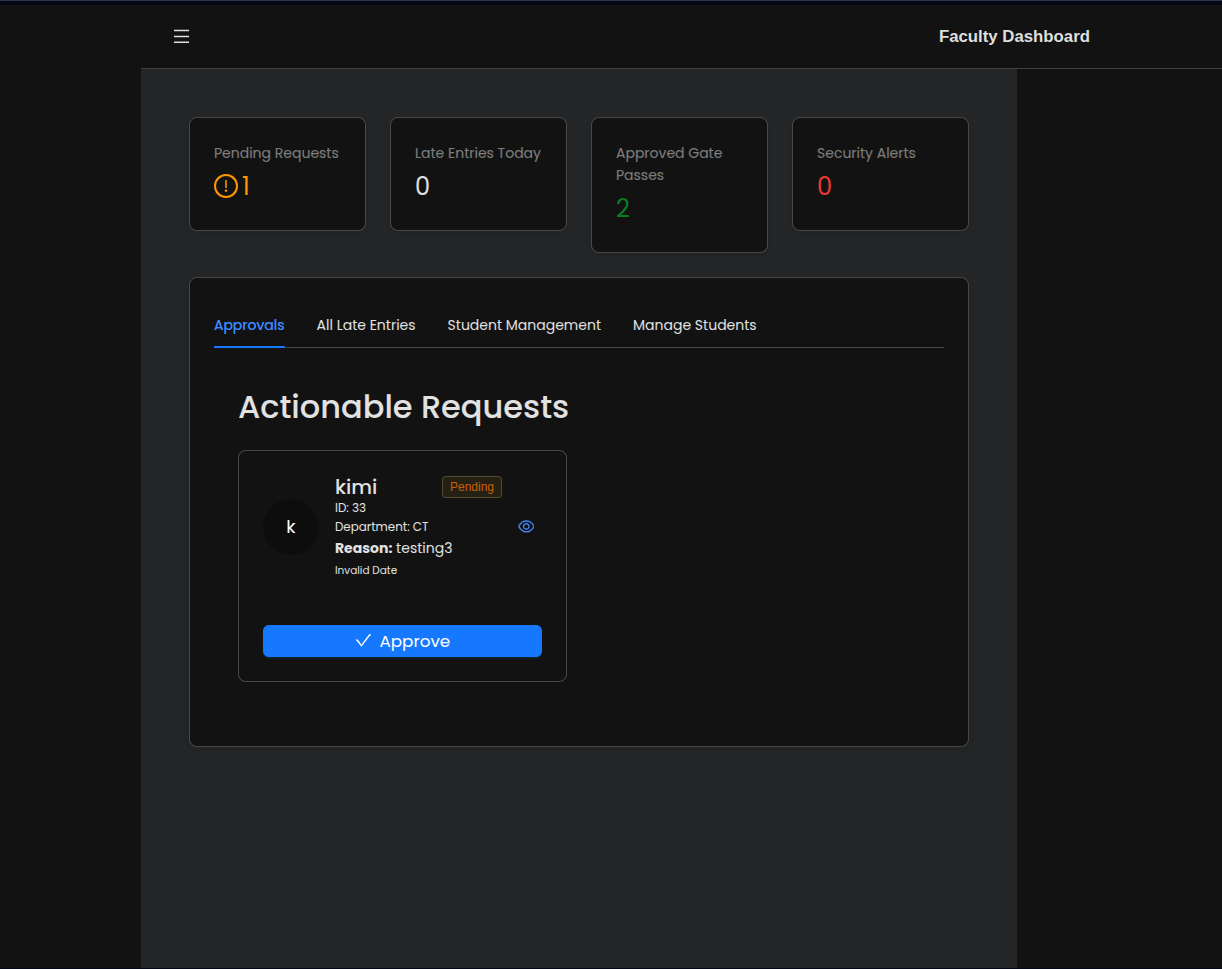 Faculty Dashboard
Pending Requests
1
Late Entries Today
0
Approved Gate
Passes
2
Security Alerts
0
Approvals
All Late Entries
Student Management
Manage Students
Actionable Requests
k
kimi
Pending
ID: 33
Department: CT
Reason: testing3
Invalid Date
Approve